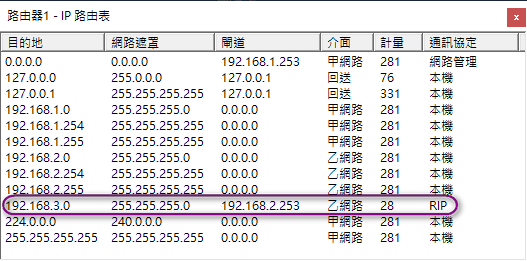 路由器1 - IP 路由表
目的地 網路遮罩 閘道 介面 計量 通訊協定
0.0.0.0 0.0.0.0 192.168.1.253 甲網路 281 網路管理
127.0.0.0 255.0.0.0 127.0.0.1 回送 76 本機
127.0.0.1 255.255.255.255 127.0.0.1 回送 331 本機
192.168.1.0 255.255.255.0 0.0.0.0 甲網路 281 本機
192.168.1.254 255.255.255.255 0.0.0.0 甲網路 281 本機
192.168.1.255 255.255.255.255 0.0.0.0 甲網路 281 本機
192.168.2.0 255.255.255.0 0.0.0.0 乙網路 281 本機
192.168.2.254 255.255.255.255 0.0.0.0 乙網路 281 本機
192.168.2.255 255.255.255.255 0.0.0.0 乙網路 281 本機
192.168.3.0 255.255.255.0 192.168.2.253 乙網路 28 RIP
224.0.0.0 240.0.0.0 0.0.0.0 甲網路 281 本機
255.255.255.255 255.255.255.255 0.0.0.0 甲網路 281 本機